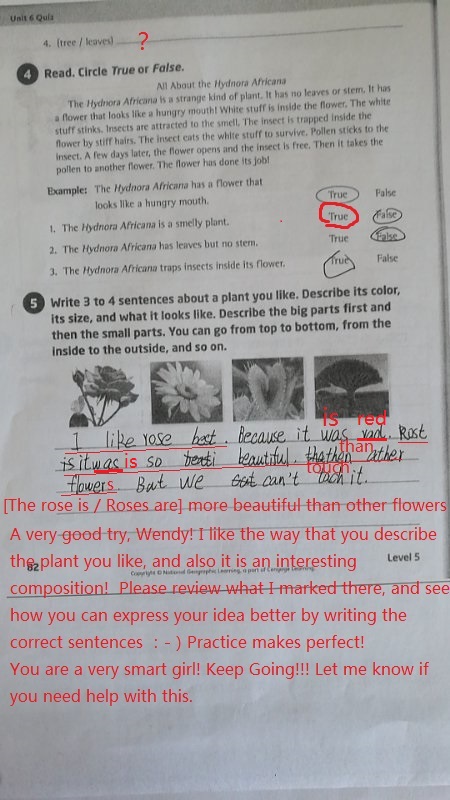 Unit 6 Quiz
4. (tree / leaves) ?
4 Read. Circle True or False.
All About the Hydnora Africana
The Hydnora Africana is a strange kind of plant. It has no leaves or stem. It has
a flower that looks like a hungry mouth! White stuff is inside the flower. The white
stuff stinks. Insects are attracted to the smell. The insect is trapped inside the
flower by stiff hairs. The insect eats the white stuff to survive. Pollen sticks to the
insect. A few days later, the flower opens and the insect is free. Then it takes the
pollen to another flower. The flower has done its job!
Example: The Hydnora Africana has a flower that
looks like a hungry mouth. True False
1. The Hydnora Africana is a smelly plant. True False
2. The Hydnora Africana has leaves but no stem. True False
3. The Hydnora Africana traps insects inside its flower. True False
5 Write 3 to 4 sentences about a plant you like. Describe its color,
its size, and what it looks like. Describe the big parts first and
then the small parts. You can go from top to bottom, from the
inside to the outside, and so on.
is red
I like rose best. Because it was rad. Rost
than
is it was is so beautiful. other
touch
flowers. But we can't tach it.
[The rose is / Roses are] more beautiful than other flowers
A very good try, Wendy! I like the way that you describe
the plant you like, and also it is an interesting
82 Level 5
Copyright © National Geographic Learning, a part of Cengage Learning
composition! Please review what I marked there, and see
how you can express your idea better by writing the
correct sentences : - ) Practice makes perfect!
You are a very smart girl! Keep Going!!! Let me know if
you need help with this.